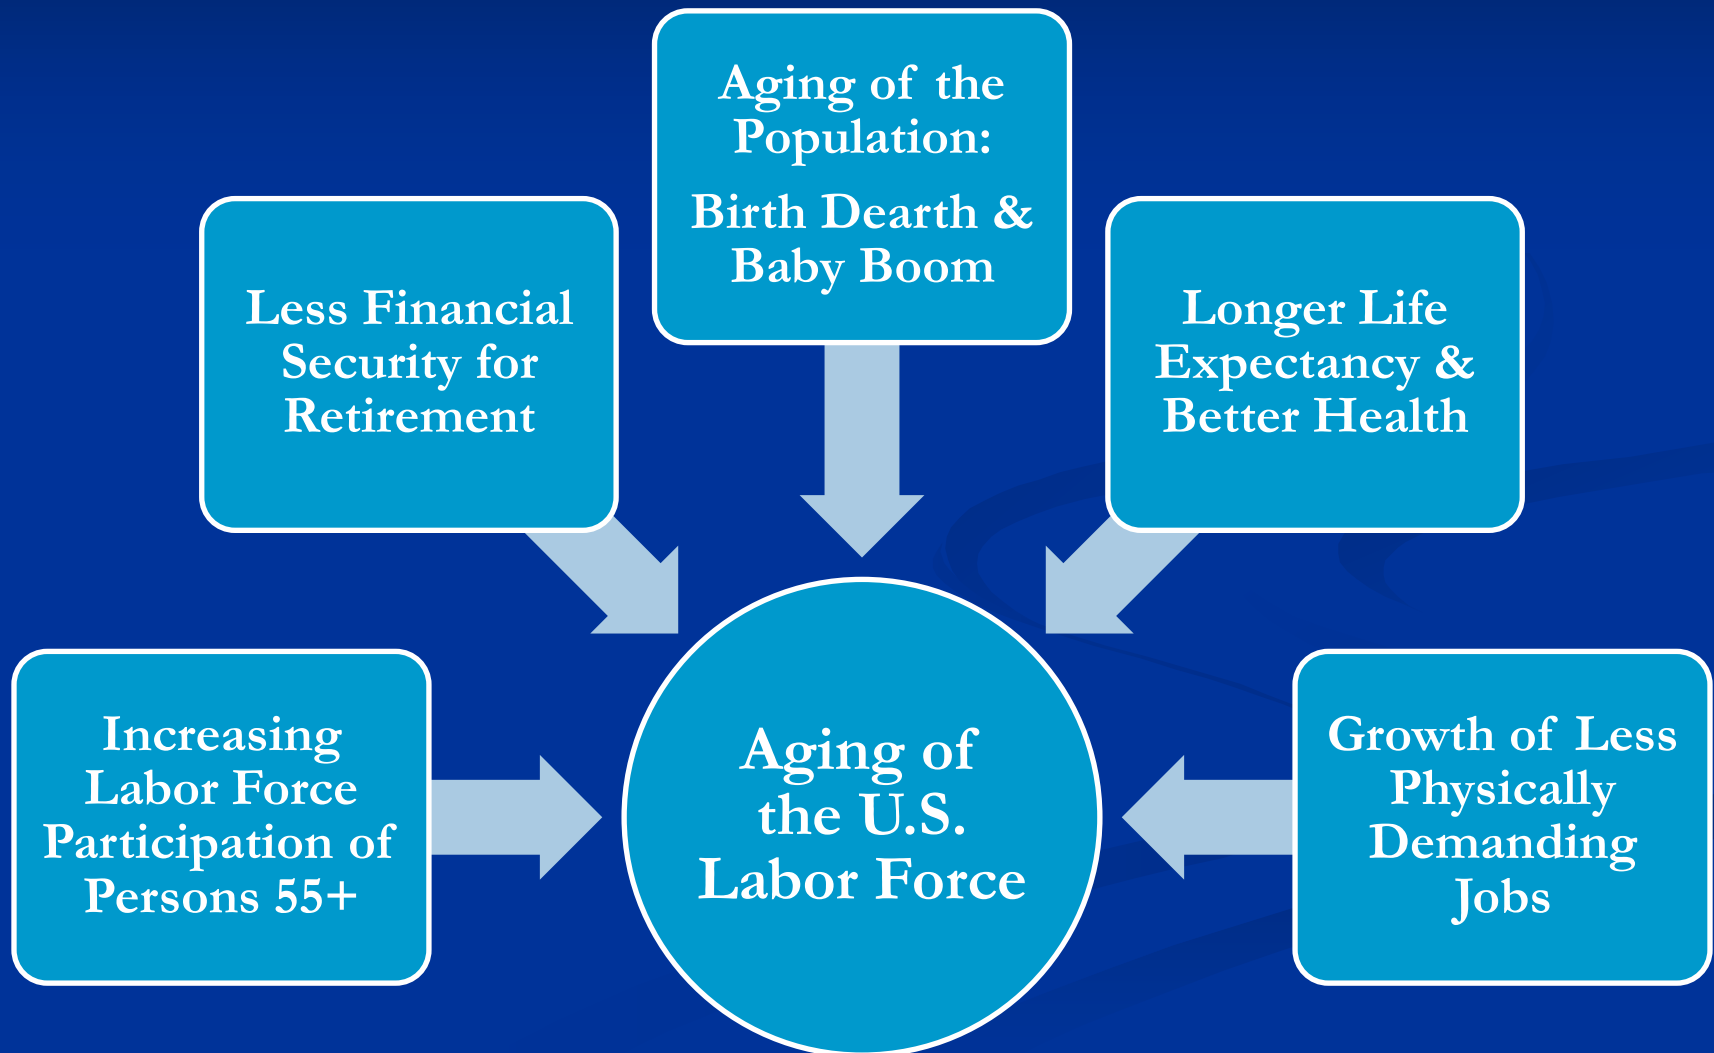 Aging of the
Population:
Birth Dearth &
Baby Boom
Less Financial
Security for
Retirement
Longer Life
Expectancy &
Better Health
Increasing
Labor Force
Participation of
Persons 55+
Aging of
the U.S.
Labor Force
Growth of Less
Physically
Demanding
Jobs